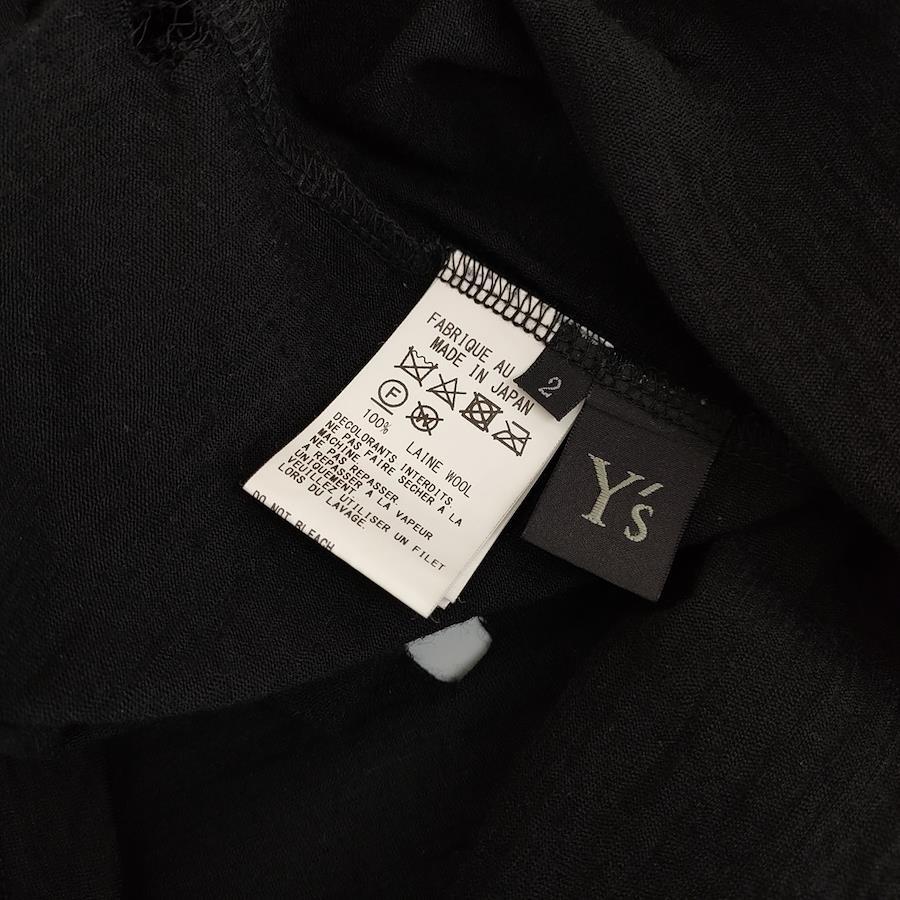 FABRIQUE AU
MADE IN JAPAN
F
W
100% LAINE WOOL
DECOLORANTS INTERDITS.
NE PAS FAIRE SECHER A LA
MACHINE.
NE PAS REPASSER.
A REPASSER A LA VAPEUR
UNIQUEMENT.
VEUILLEZ UTILISER UN FILET
LORS DU LAVAGE.
DO NOT BLEACH
2
Y's